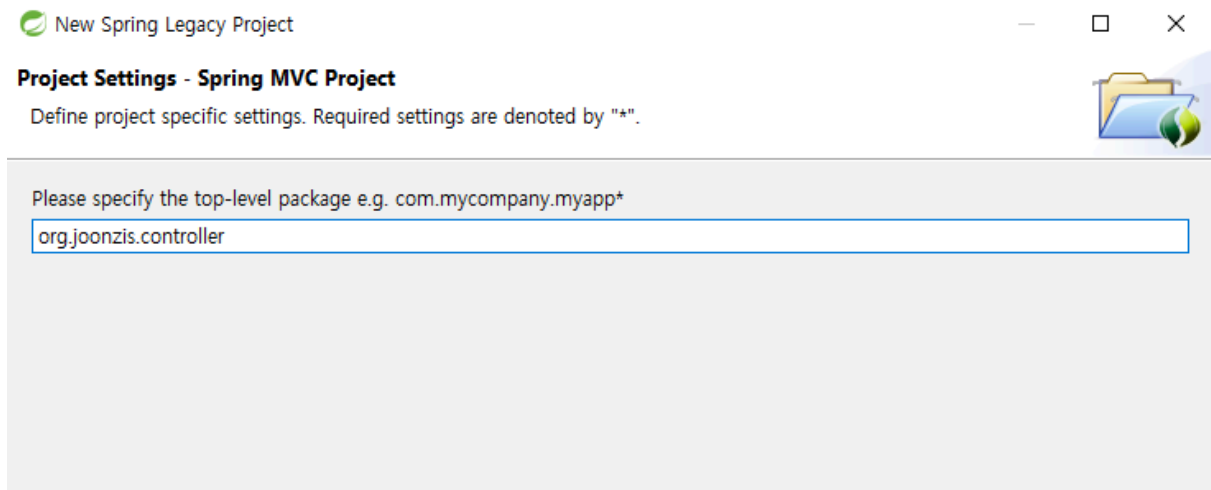 New Spring Legacy Project
Project Settings - Spring MVC Project
Define project specific settings. Required settings are denoted by "*".
Please specify the top-level package e.g. com.mycompany.myapp*
org.joonzis.controller